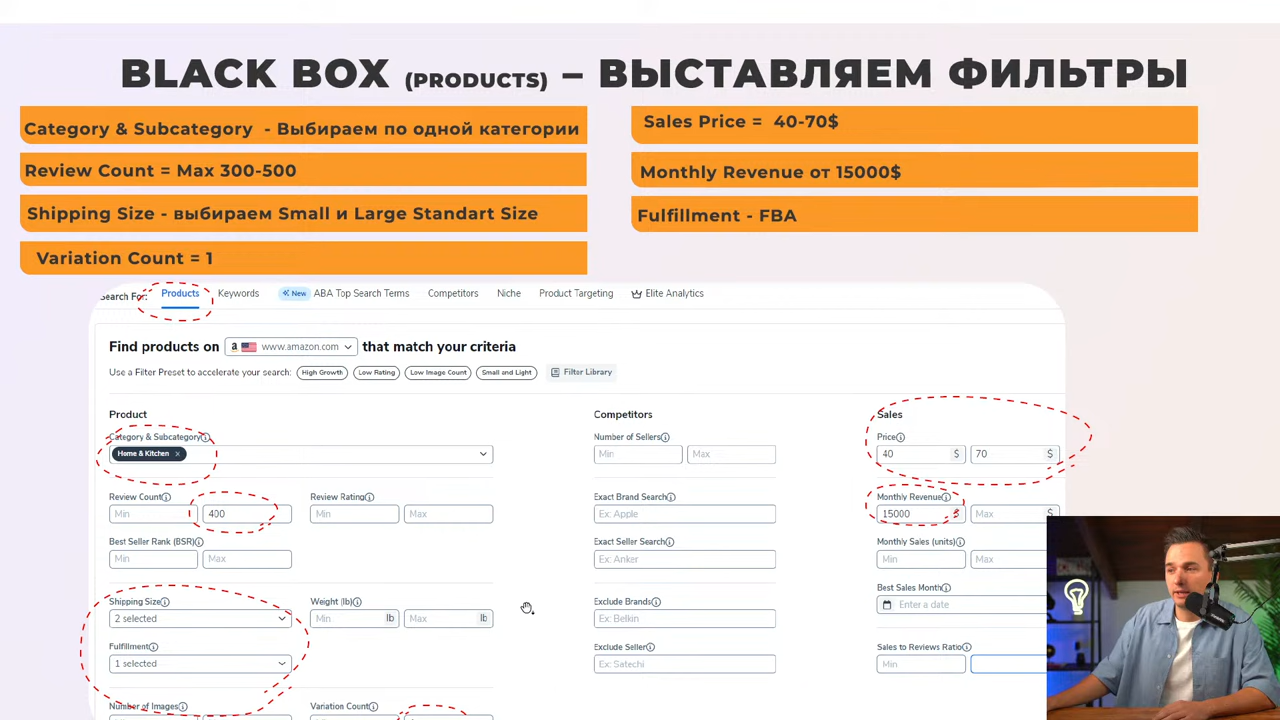 BLACK BOX (PRODUCTS) – ВЫСТАВЛЯЕМ ФИЛЬТРЫ
Category & Subcategory - Выбираем по одной категории
Review Count = Max 300-500
Shipping Size - выбираем Small и Large Standart Size
Variation Count = 1
Sales Price = 40-70$
Monthly Revenue от 15000$
Fulfillment - FBA
Search For: Products Keywords New ABA Top Search Terms Competitors Niche Product Targeting Elite Analytics
Find products on a www.amazon.com that match your criteria
Use a Filter Preset to accelerate your search: High Growth Low Rating Low Image Count Small and Light Filter Library
Product
Category & Subcategory
Home & Kitchen x
Review Count Review Rating
Min 400 Min Max
Best Seller Rank (BSR)
Min Max
Shipping Size Weight (lb)
2 selected Min lb Max lb
Fulfillment
1 selected
Number of Images Variation Count
Competitors
Number of Sellers
Min Max
Exact Brand Search
Ex: Apple
Exact Seller Search
Ex: Anker
Exclude Brands
Ex: Belkin
Exclude Seller
Ex: Satechi
Sales
Price
40 $ 70 $
Monthly Revenue
15000 $ Max $
Monthly Sales (units)
Min Max
Best Sales Month
Enter a date
Sales to Reviews Ratio
Min